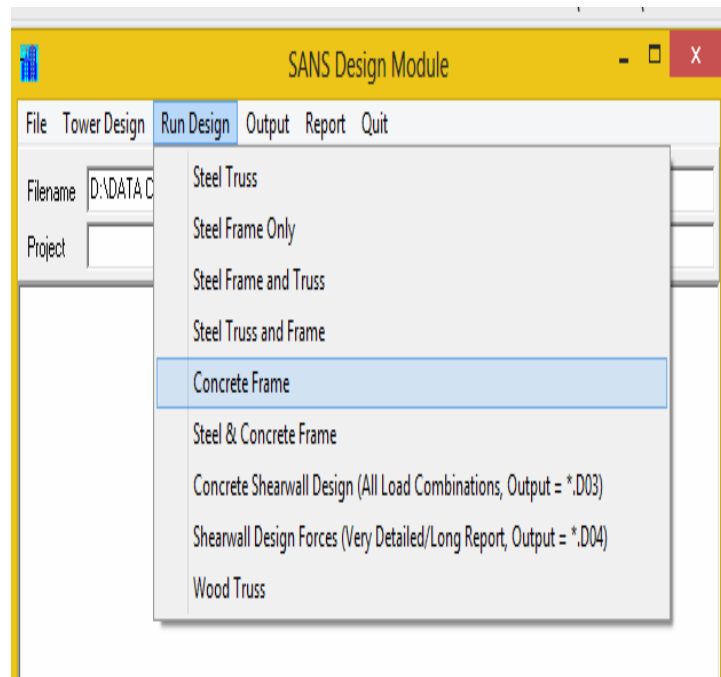 SANS Design Module
File Tower Design Run Design Output Report Quit
Filename D:\DATA
Project
Steel Truss
Steel Frame Only
Steel Frame and Truss
Steel Truss and Frame
Concrete Frame
Steel & Concrete Frame
Concrete Shearwall Design (All Load Combinations, Output = *.D03)
Shearwall Design Forces (Very Detailed/Long Report, Output = *.D04)
Wood Truss